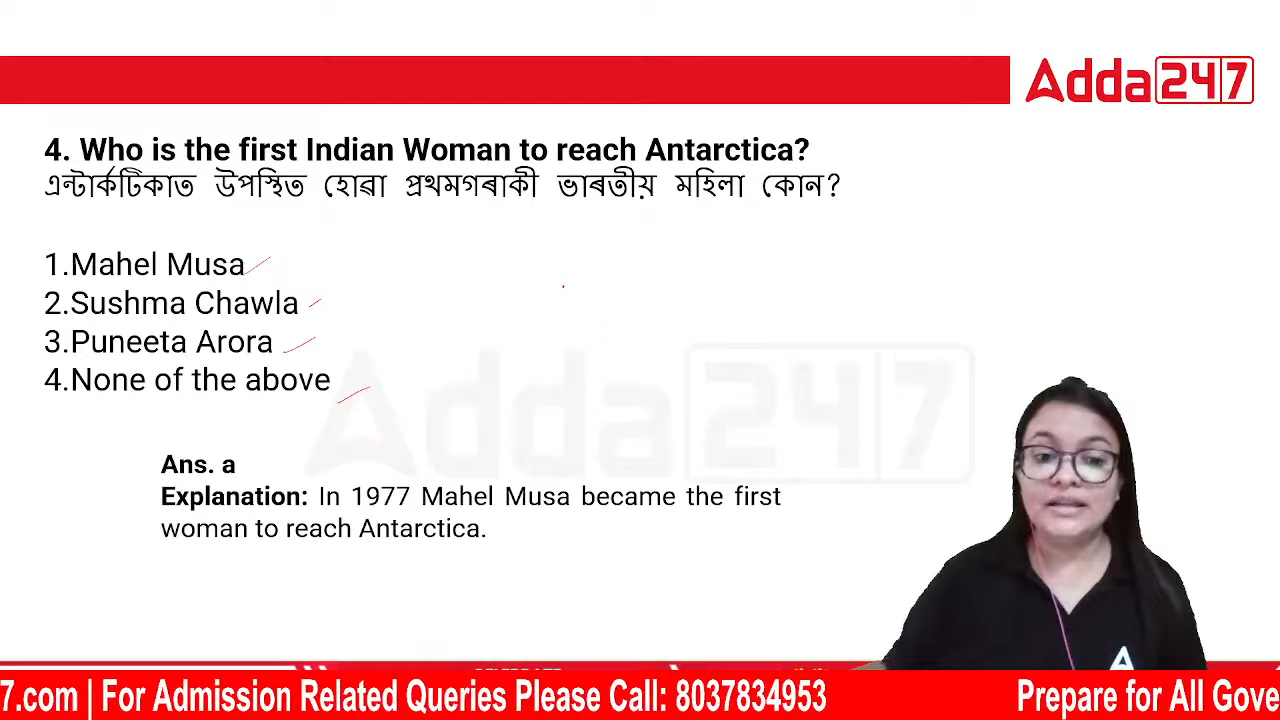 Adda247
4. Who is the first Indian Woman to reach Antarctica?
এন্টাৰ্কটিকাত উপস্থিত হোৱা প্ৰথমগৰাকী ভাৰতীয় মহিলা কোন?
1.Mahel Musa
2.Sushma Chawla
3.Puneeta Arora
4.None of the above
Adda247
Ans. a
Explanation: In 1977 Mahel Musa became the first
woman to reach Antarctica.
7.com | For Admission Related Queries Please Call: 8037834953 Prepare for All Gove